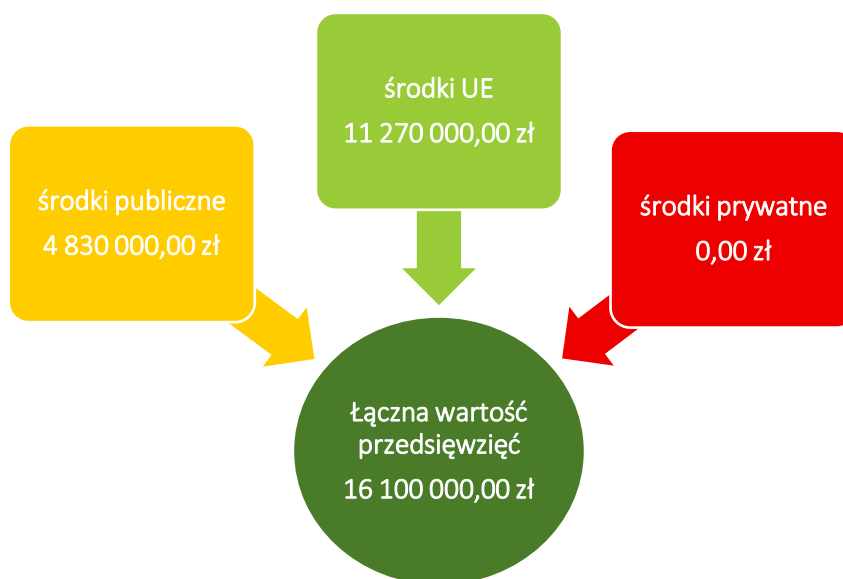 środki UE
11 270 000,00 zł
środki publiczne
4 830 000,00 zł
środki prywatne
0,00 zł
Łączna wartość
przedsięwzięć
16 100 000,00 zł